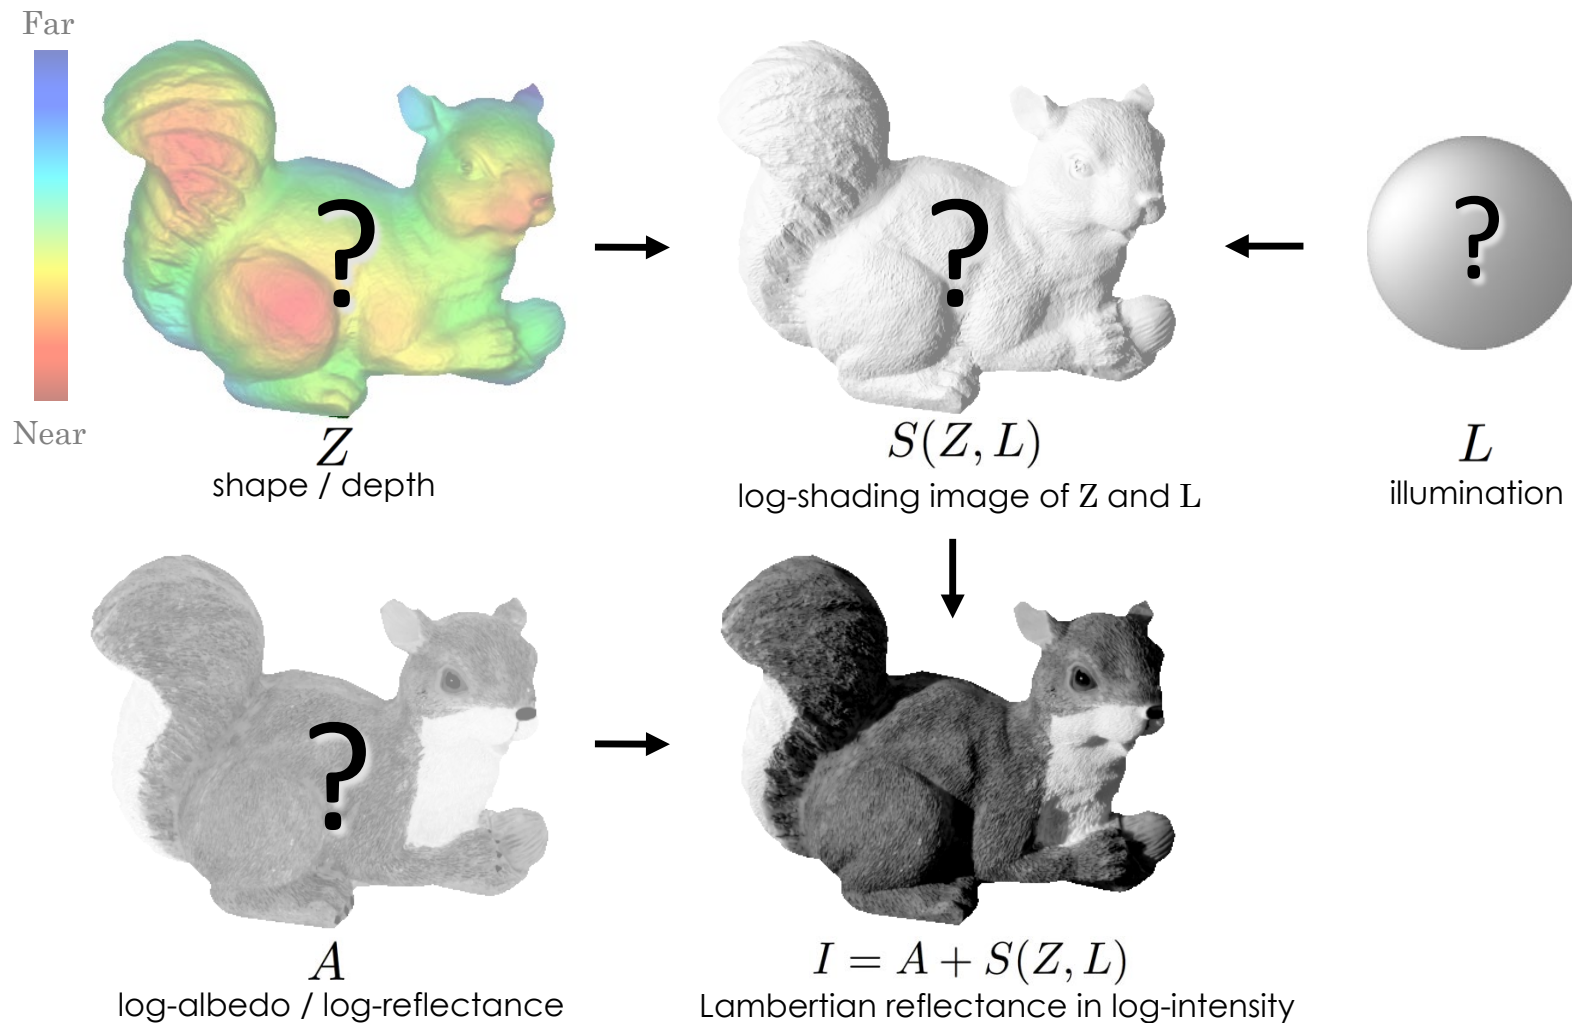 Far
Near
?
?
?
Z
shape / depth
S(Z, L)
log-shading image of Z and L
L
illumination
?
A
log-albedo / log-reflectance
I = A + S(Z, L)
Lambertian reflectance in log-intensity